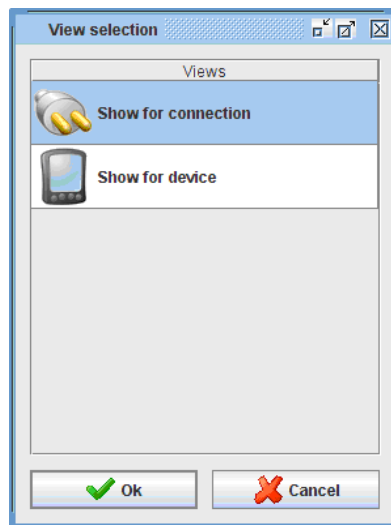 View selection
Views
Show for connection
Show for device
Ok
Cancel